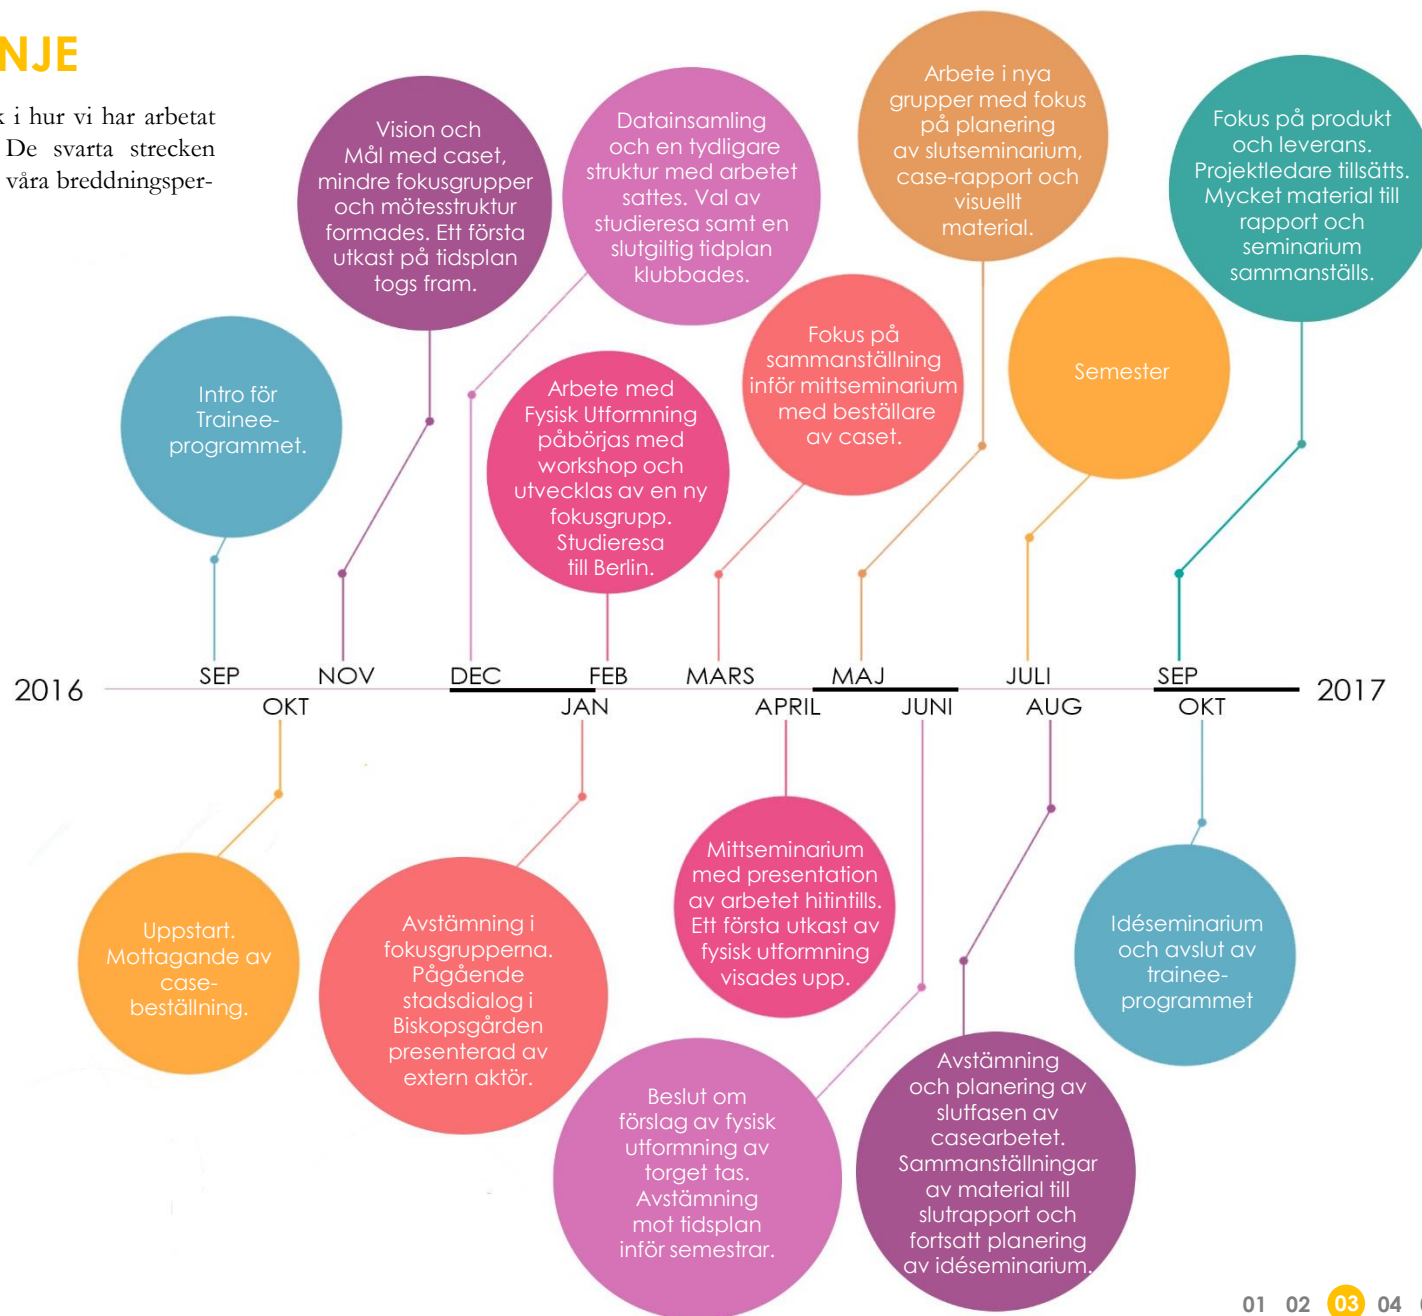 NJE
i hur vi har arbetat
De svarta strecken
våra breddningsper-
Vision och
Mål med caset,
mindre fokusgrupper
och mötesstruktur
formades. Ett första
utkast på tidsplan
togs fram.
Datainsamling
och en tydligare
struktur med arbetet
sattes. Val av
studieresa samt en
slutgiltig tidplan
klubbades.
Arbete i nya
grupper med fokus
på planering
av slutseminarium,
case-rapport och
visuellt
material.
Fokus på produkt
och leverans.
Projektledare tillsätts.
Mycket material till
rapport och
seminarium
sammanställs.
Intro för
Trainee-
programmet.
Arbete med
Fysisk Utformning
påbörjas med
workshop och
utvecklas av en ny
fokusgrupp.
Studieresa
till Berlin.
Fokus på
sammanställning
inför mittseminarium
med beställare
av caset.
Semester
2016
SEP
NOV
DEC
FEB
MARS
MAJ
JULI
SEP
2017
OKT
JAN
APRIL
JUNI
AUG
OKT
Uppstart.
Mottagande av
case-
beställning.
Avstämning i
fokusgrupperna.
Pågående
stadsdialog i
Biskopsgården
presenterad av
extern aktör.
Mittseminarium
med presentation
av arbetet hitintills.
Ett första utkast av
fysisk utformning
visades upp.
Beslut om
förslag av fysisk
utformning av
torget tas.
Avstämning
mot tidsplan
inför semestrar.
Avstämning
och planering av
slutfasen av
casearbetet.
Sammanställningar
av material till
slutrapport och
fortsatt planering
av idéseminarium.
Idéseminarium
och avslut av
trainee-
programmet
01 02 03 04